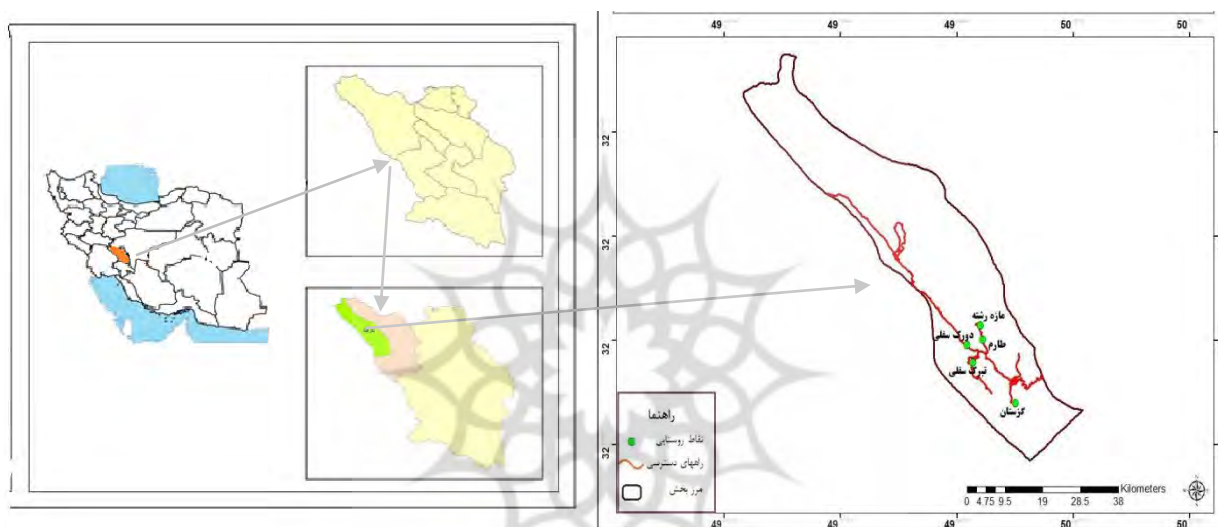 49 49 49 50 50
32
32
32
32
مازه رشته
طارم
دورک سفلی
تبرک سفلی
گزستان
راهنما
نقاط روستایی
راههای دسترسی
مرز بخش
Kilometers
0 4.75 9.5 19 28.5 38
49 49 49 50 50